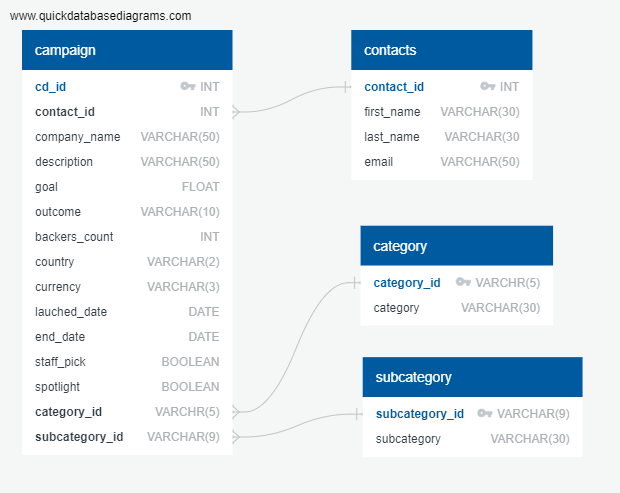 www.quickdatabasediagrams.com
campaign
cd_id INT
contact_id INT
company_name VARCHAR(50)
description VARCHAR(50)
goal FLOAT
outcome VARCHAR(10)
backers_count INT
country VARCHAR(2)
currency VARCHAR(3)
lauched_date DATE
end_date DATE
staff_pick BOOLEAN
spotlight BOOLEAN
category_id VARCHR(5)
subcategory_id VARCHAR(9)
contacts
contact_id INT
first_name VARCHAR(30)
last_name VARCHAR(30
email VARCHAR(50)
category
category_id VARCHR(5)
category VARCHAR(30)
subcategory
subcategory_id VARCHAR(9)
subcategory VARCHAR(30)